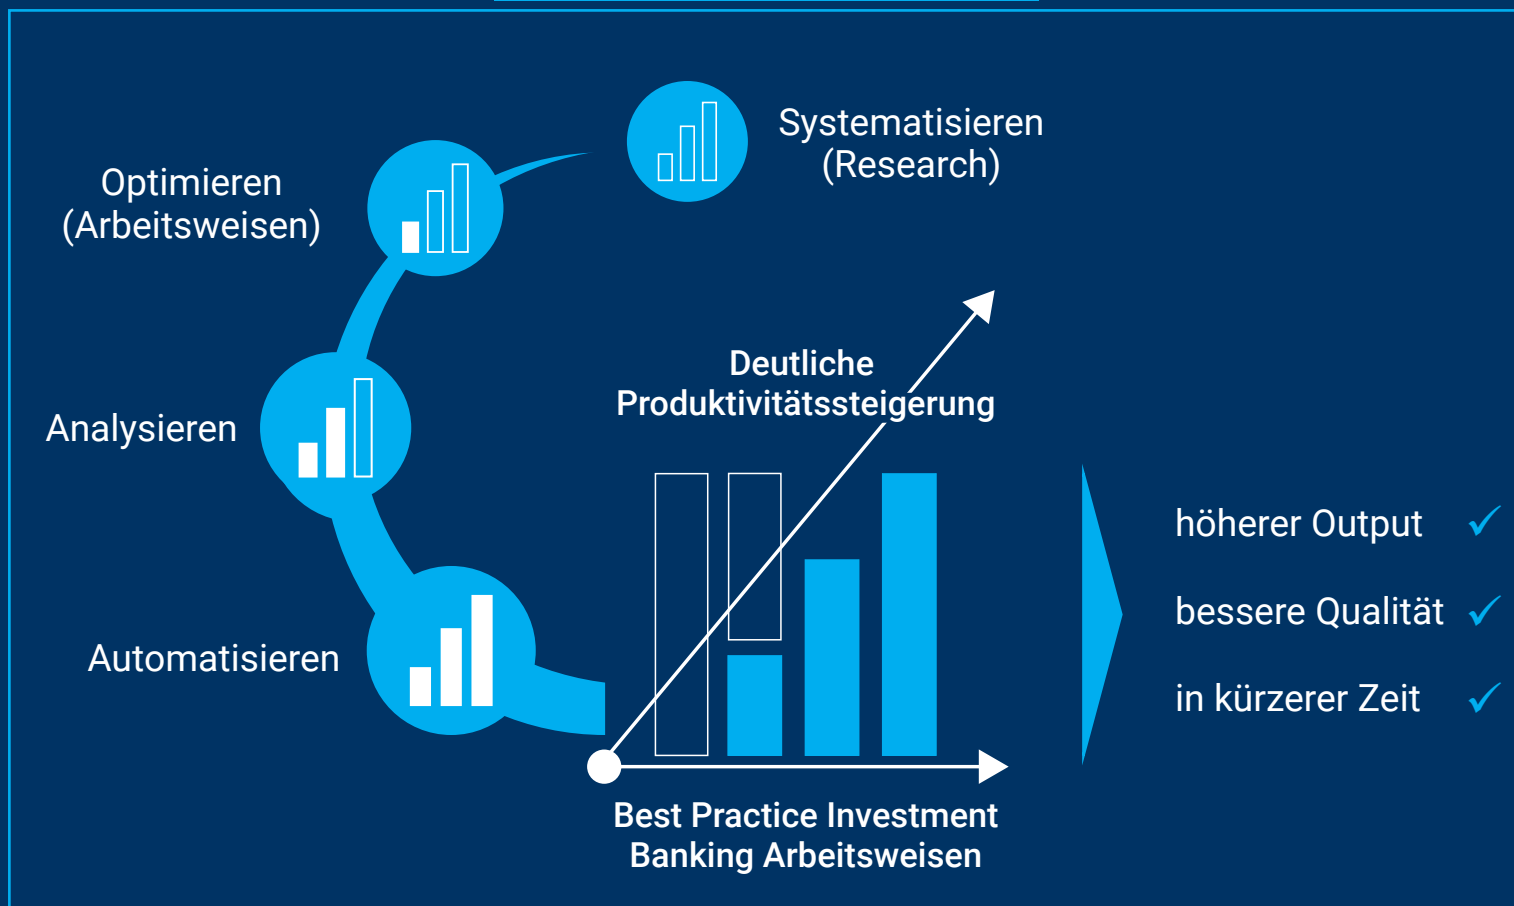 Systematisieren
(Research)
Optimieren
(Arbeitsweisen)
Analysieren
Automatisieren
Deutliche
Produktivitätssteigerung
Best Practice Investment
Banking Arbeitsweisen
höherer Output
bessere Qualität
in kürzerer Zeit